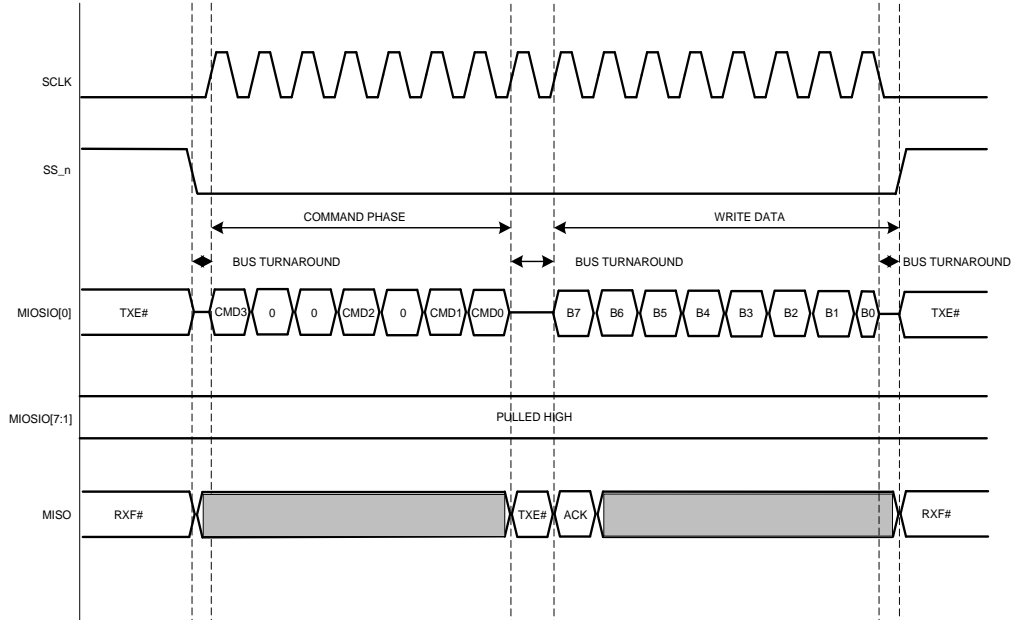 SCLK
SS_n
COMMAND PHASE WRITE DATA
BUS TURNAROUND BUS TURNAROUND BUS TURNAROUND
MIOSIO[0] TXE# CMD3 0 0 CMD2 0 CMD1 CMD0 B7 B6 B5 B4 B3 B2 B1 B0 TXE#
MIOSIO[7:1] PULLED HIGH
MISO RXF# TXE# ACK RXF#